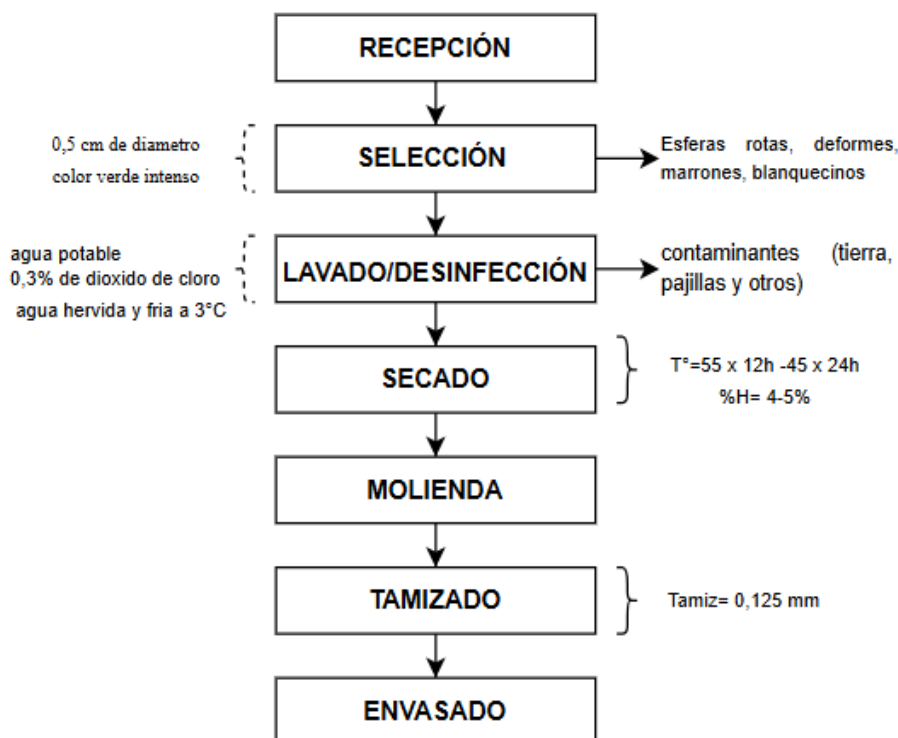 RECEPCIÓN
0,5 cm de diametro
color verde intenso
SELECCIÓN
Esferas rotas, deformes,
marrones, blanquecinos
agua potable
0,3% de dioxido de cloro
agua hervida y fria a 3°C
LAVADO/DESINFECCIÓN
contaminantes (tierra,
pajillas y otros)
SECADO
T°=55 x 12h -45 x 24h
%H= 4-5%
MOLIENDA
TAMIZADO
Tamiz= 0,125 mm
ENVASADO